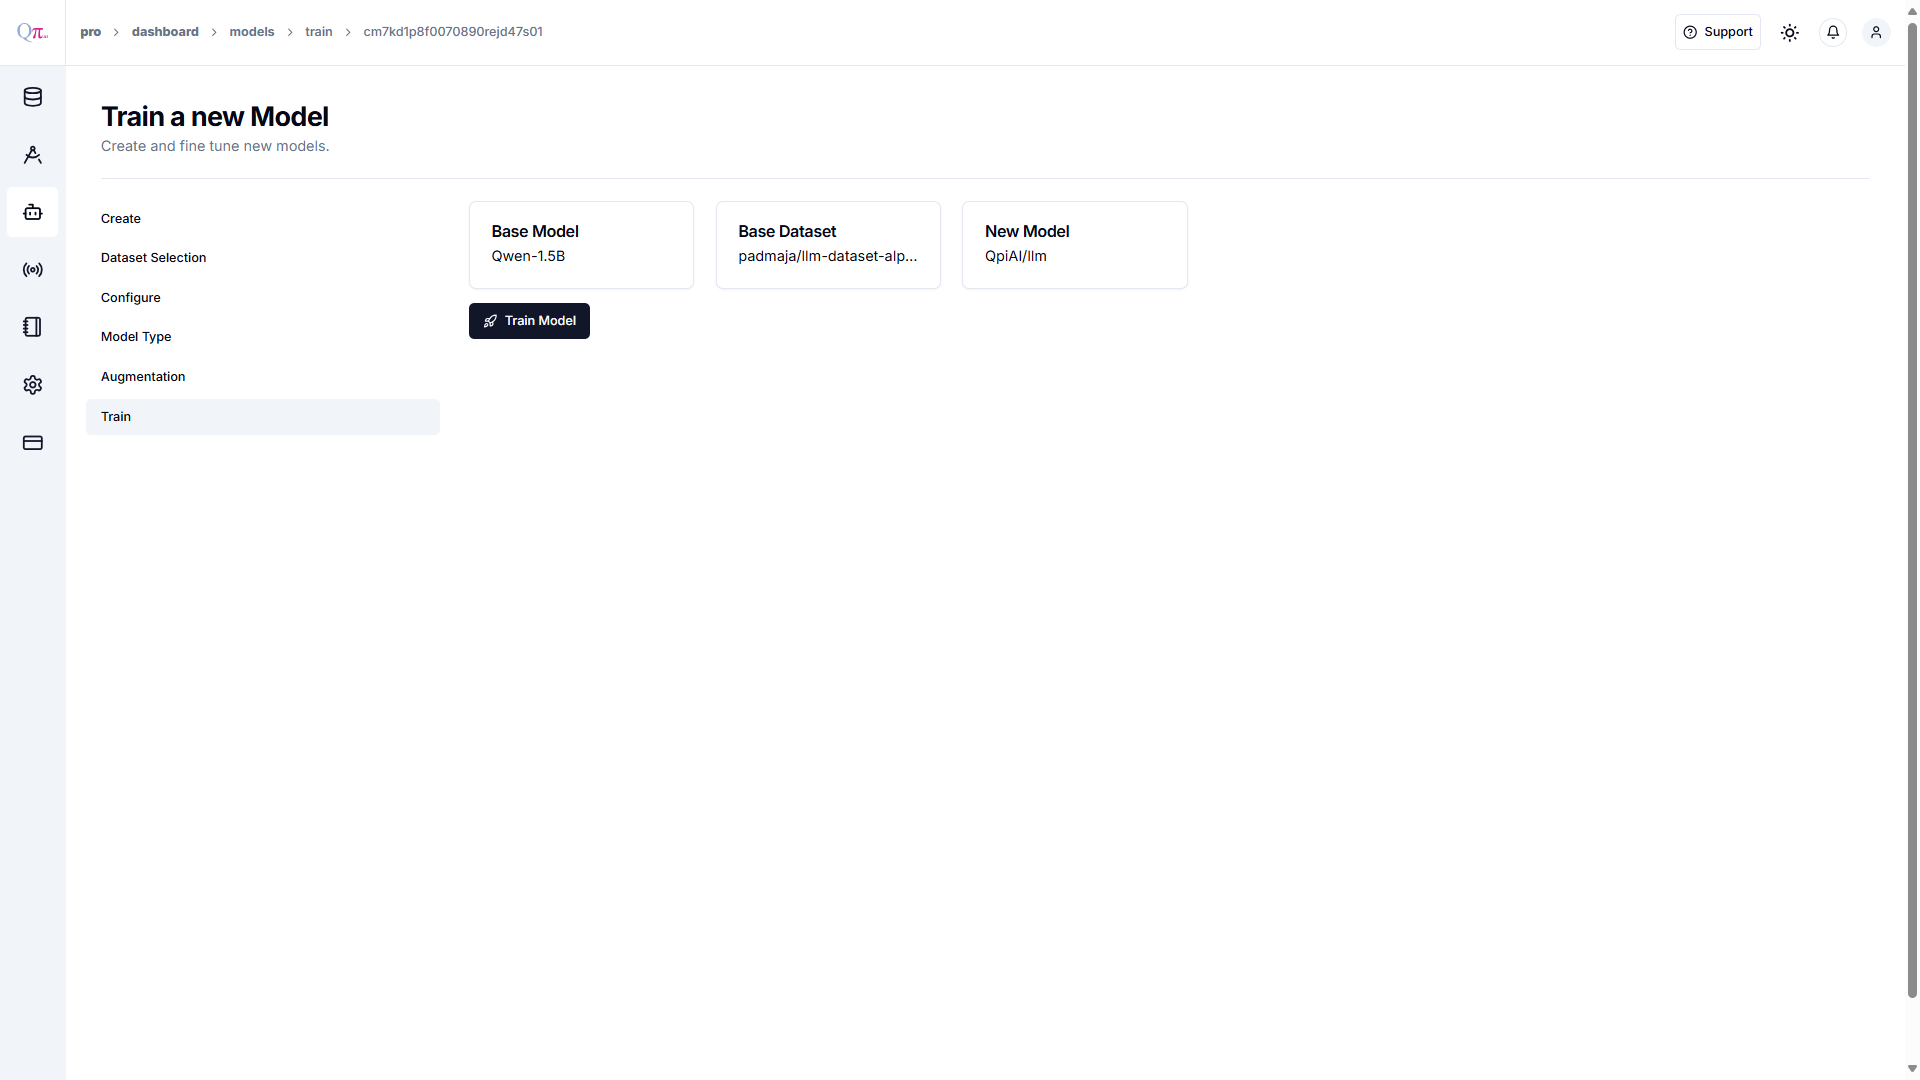 Qπ.ai
pro > dashboard > models > train > cm7kd1p8f0070890rejd47s01
Support
Train a new Model
Create and fine tune new models.
Create
Dataset Selection
Configure
Model Type
Augmentation
Train
Base Model
Qwen-1.5B
Base Dataset
padmaja/llm-dataset-alp...
New Model
QpiAI/llm
Train Model